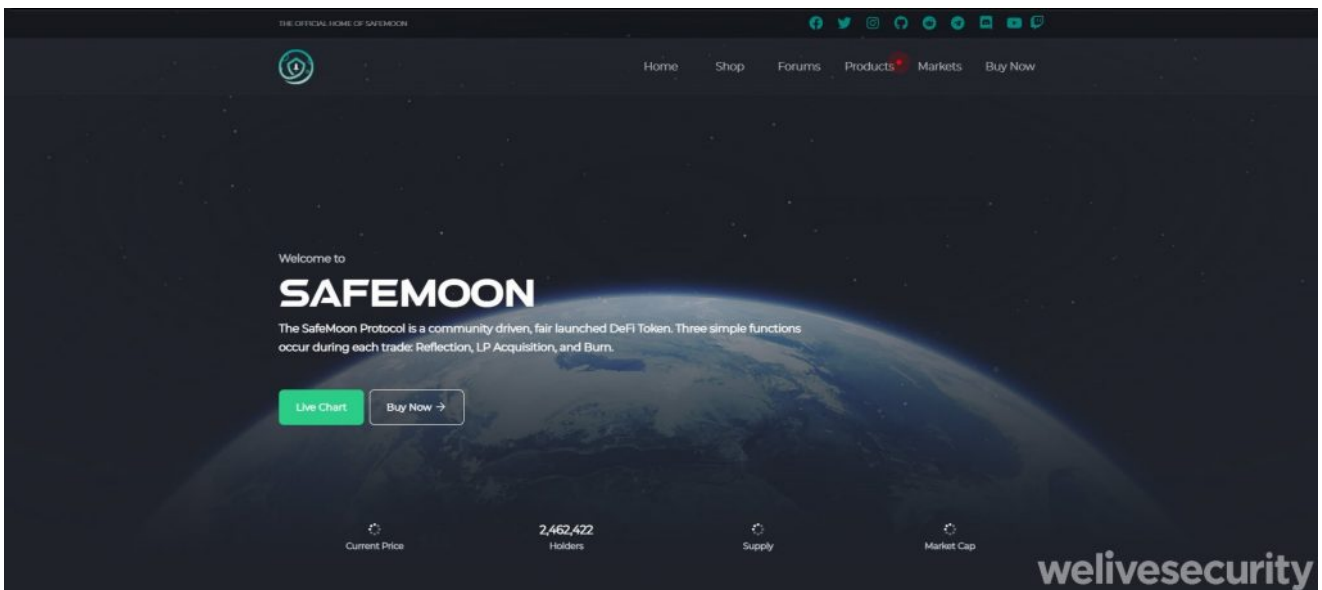 THE OFFICIAL HOME OF SAFEMOON
Home Shop Forums Products Markets Buy Now
Welcome to
SAFEMOON
The SafeMoon Protocol is a community driven, fair launched DeFi Token. Three simple functions
occur during each trade: Reflection, LP Acquisition, and Burn.
Live Chart Buy Now →
2,462,422
Current Price Holders Supply Market Cap
welivesecurity